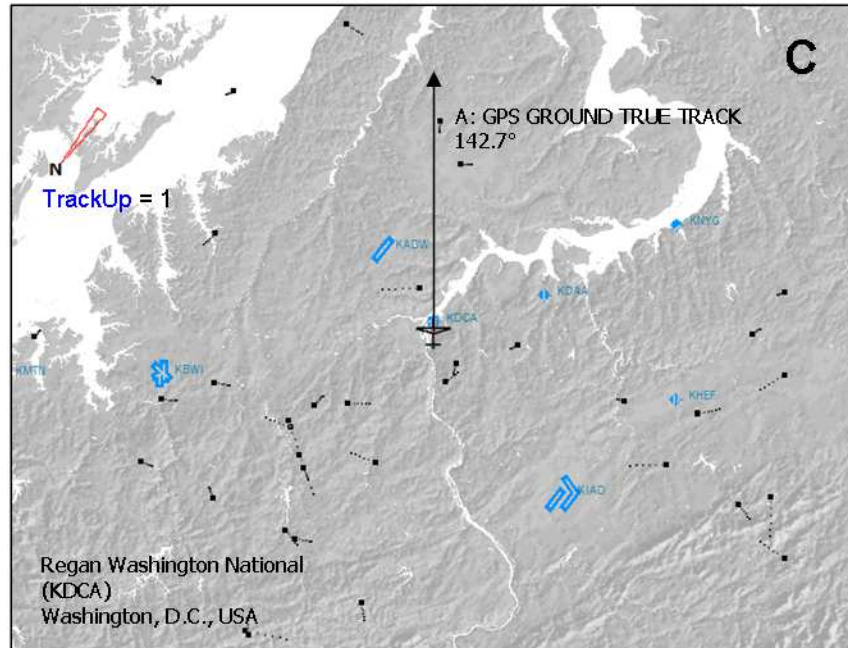 C
A: GPS GROUND TRUE TRACK
142.7°
N
TrackUp = 1
KNYG
KADW
KDAA
KDCA
KMTN
KBWI
KHEF
KIAD
Regan Washington National
(KDCA)
Washington, D.C., USA